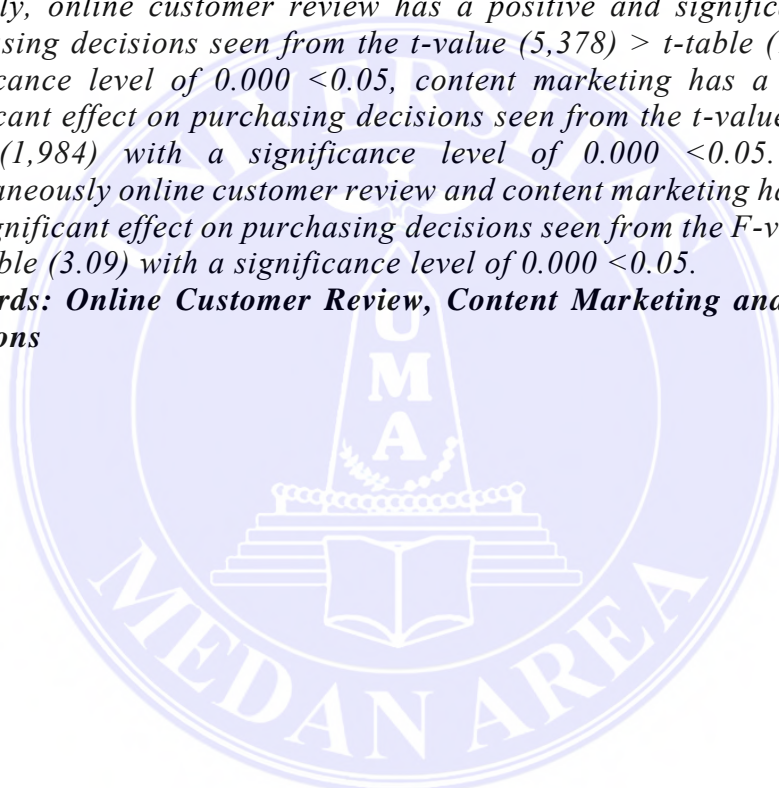 ly, online customer review has a positive and signific
sing decisions seen from the t-value (5,378) > t-table (
cance level of 0.000 <0.05, content marketing has a
cant effect on purchasing decisions seen from the t-value
(1,984) with a significance level of 0.000 <0.05.
aneously online customer review and content marketing ha
gnificant effect on purchasing decisions seen from the F-v
ble (3.09) with a significance level of 0.000 <0.05.
rds: Online Customer Review, Content Marketing and
ons
UNIVERSITAS
U
M
A
MEDAN AREA